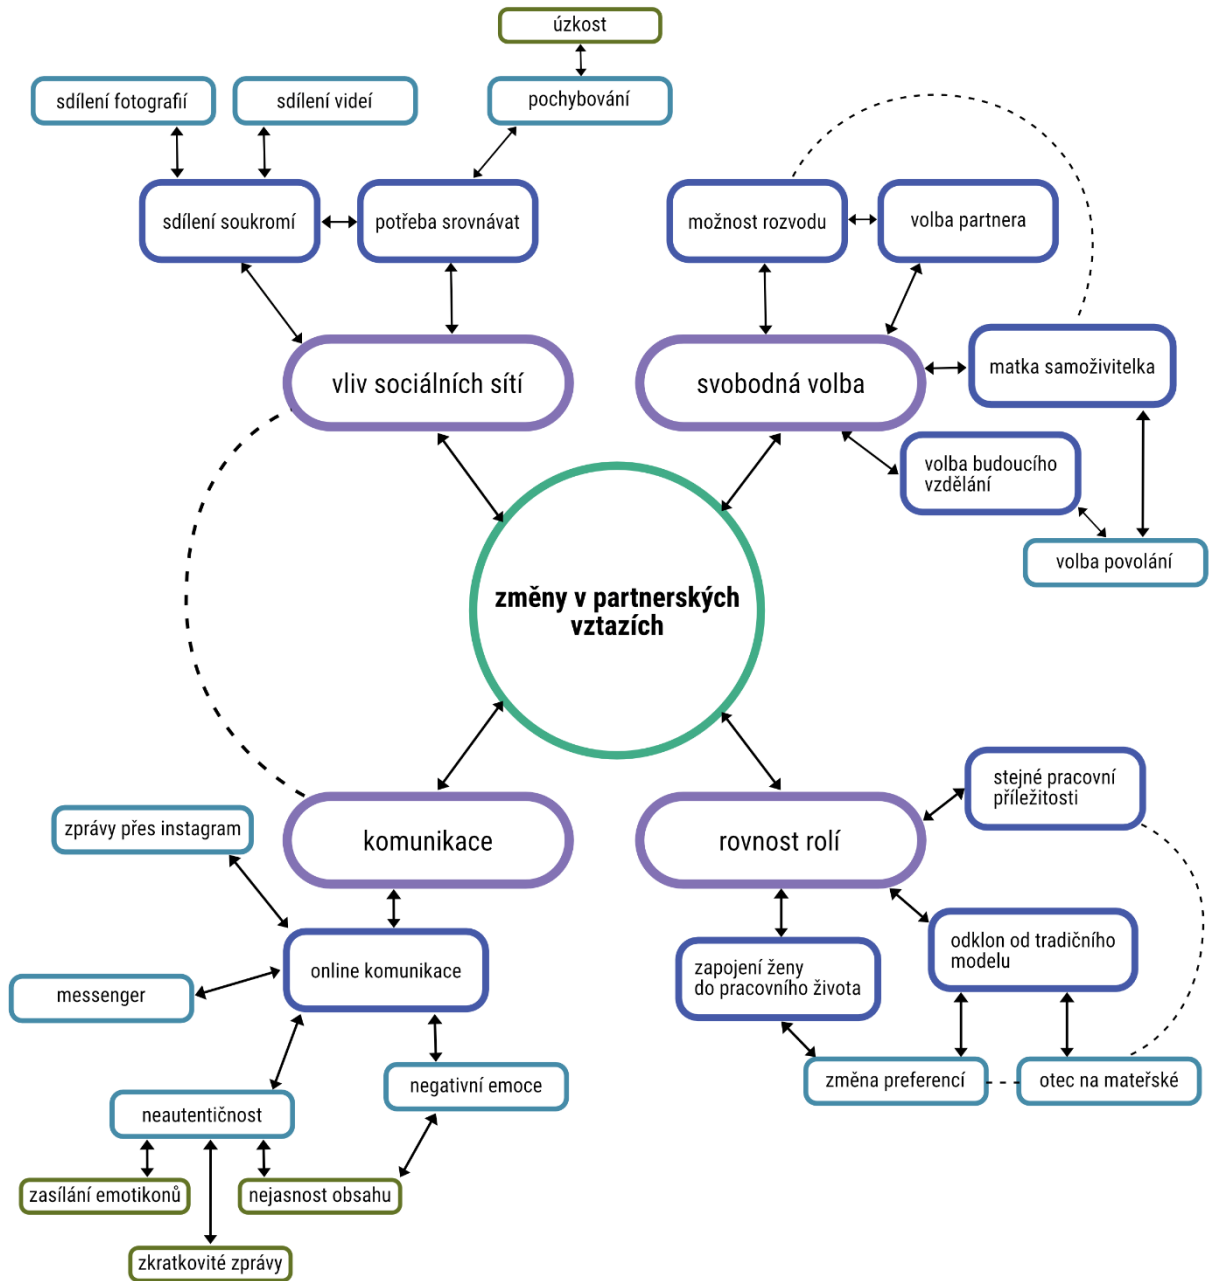 úzkost
sdílení fotografií
sdílení videí
pochybování
sdílení soukromí
potřeba srovnávat
možnost rozvodu
volba partnera
vliv sociálních sítí
svobodná volba
matka samoživitelka
volba budoucího
vzdělání
volba povolání
změny v partnerských
vztazích
stejné pracovní
příležitosti
zprávy přes instagram
komunikace
rovnost rolí
odklon od tradičního
modelu
online komunikace
zapojení ženy
do pracovního života
messenger
negativní emoce
změna preferencí
otec na mateřské
neautentičnost
zasílání emotikonů
nejasnost obsahu
zkratkovité zprávy